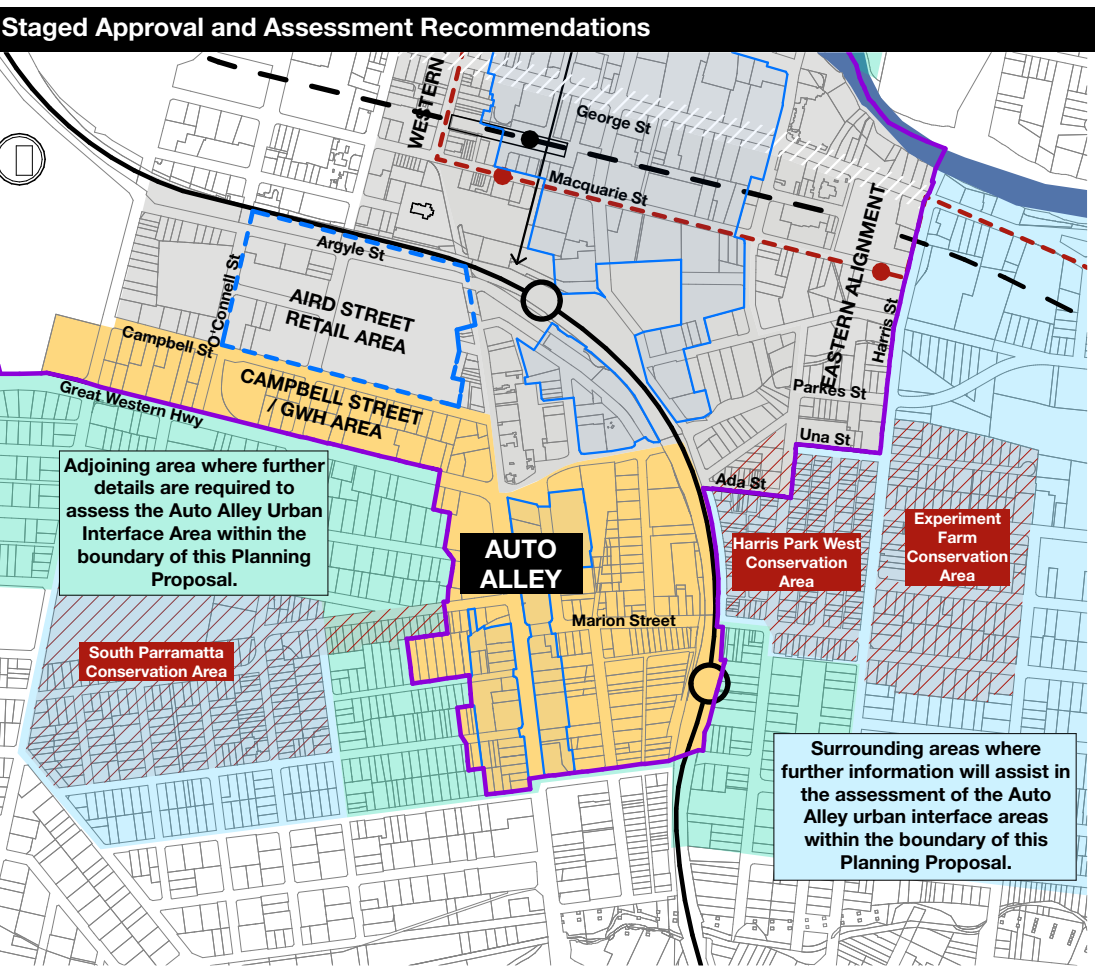 Staged Approval and Assessment Recommendations
WESTERN
George St
Macquarie St
EASTERN ALIGNMENT
Harris St
Argyle St
O'Connell St
AIRD STREET
RETAIL AREA
Campbell St
CAMPBELL STREET
/ GWH AREA
Great Western Hwy
Parkes St
Una St
Ada St
Adjoining area where further
details are required to
assess the Auto Alley Urban
Interface Area within the
boundary of this Planning
Proposal.
AUTO
ALLEY
Harris Park West
Conservation
Area
Experiment
Farm
Conservation
Area
Marion Street
South Parramatta
Conservation Area
Surrounding areas where
further information will assist in
the assessment of the Auto
Alley urban interface areas
within the boundary of this
Planning Proposal.